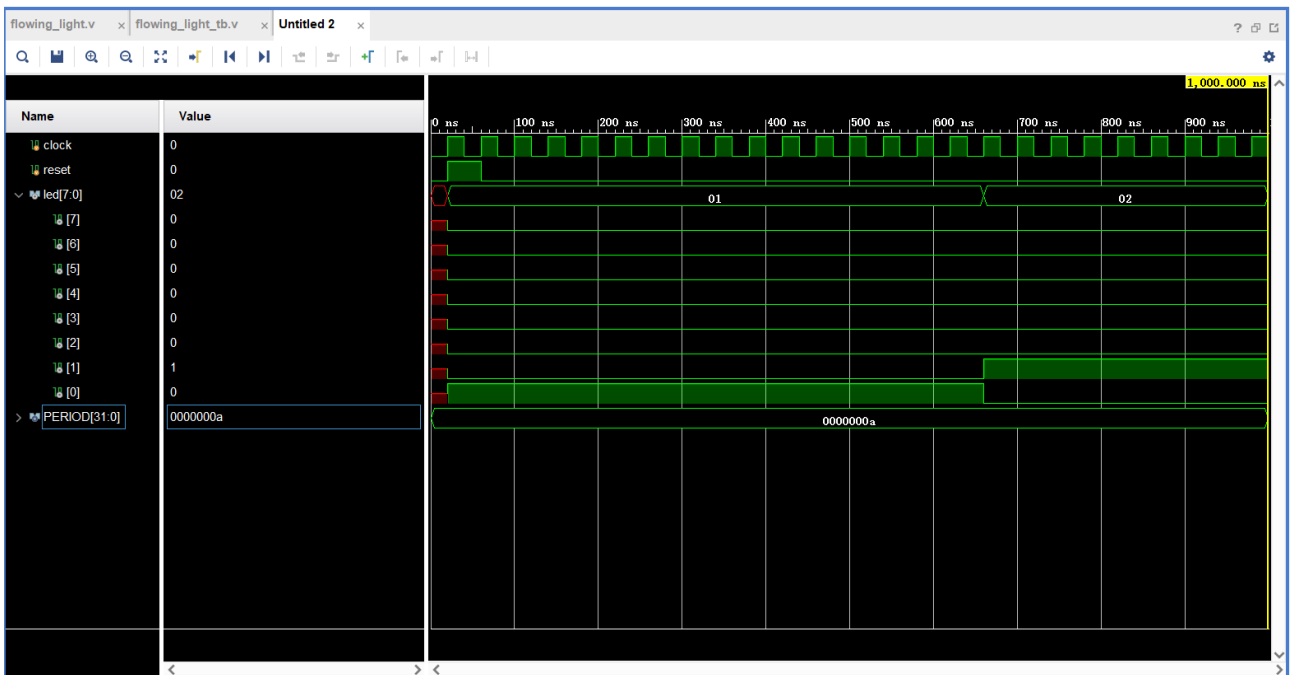 flowing_light.v × flowing_light_tb.v × Untitled 2 × ?
1,000.000 ns
Name Value
0 ns 100 ns 200 ns 300 ns 400 ns 500 ns 600 ns 700 ns 800 ns 900 ns
clock 0
reset 0
led[7:0] 02 01 02
[7] 0
[6] 0
[5] 0
[4] 0
[3] 0
[2] 0
[1] 1
[0] 0
PERIOD[31:0] 0000000a 0000000a